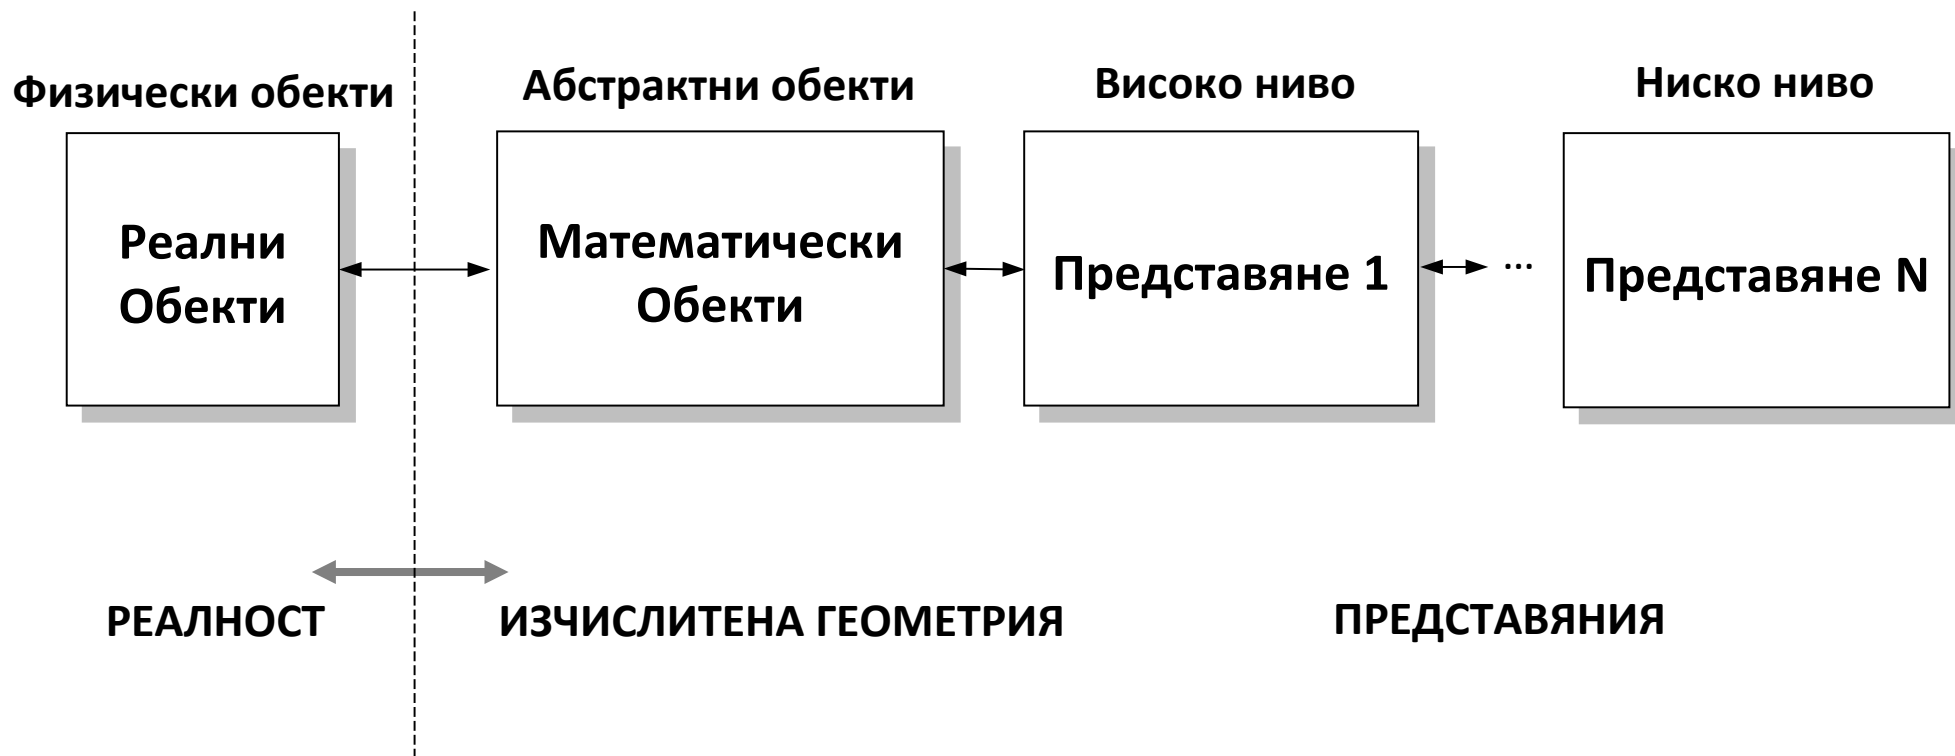 Физически обекти
Абстрактни обекти
Високо ниво
Ниско ниво
Реални
Обекти
Математически
Обекти
Представяне 1
...
Представяне N
РЕАЛНОСТ
ИЗЧИСЛИТЕНА ГЕОМЕТРИЯ
ПРЕДСТАВЯНИЯ